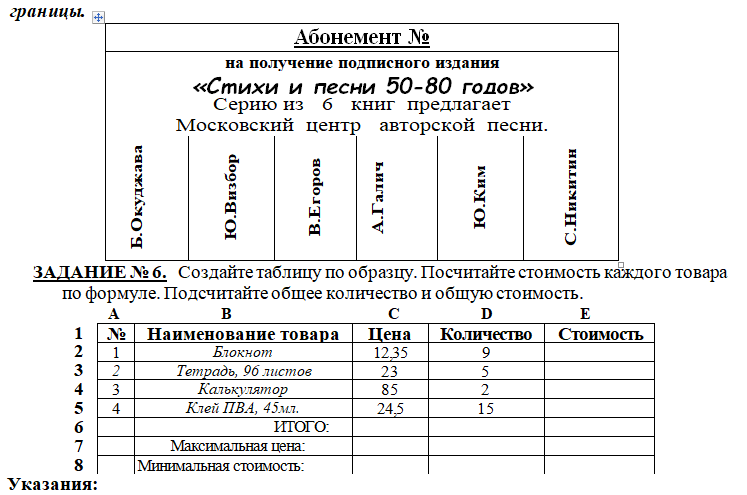 границы.
Абонемент №
на получение подписного издания
«Стихи и песни 50-80 годов»
Серию из 6 книг предлагает
Московский центр авторской песни.
Б.Окуджава Ю.Визбор В.Егоров А.Галич Ю.Ким С.Никитин
ЗАДАНИЕ № 6. Создайте таблицу по образцу. Посчитайте стоимость каждого товара
по формуле. Подсчитайте общее количество и общую стоимость.
A B C D E
1 № Наименование товара Цена Количество Стоимость
2 1 Блокнот 12,35 9
3 2 Тетрадь, 96 листов 23 5
4 3 Калькулятор 85 2
5 4 Клей ПВА, 45мл. 24,5 15
6 ИТОГО:
7 Максимальная цена:
8 Минимальная стоимость:
Указания: